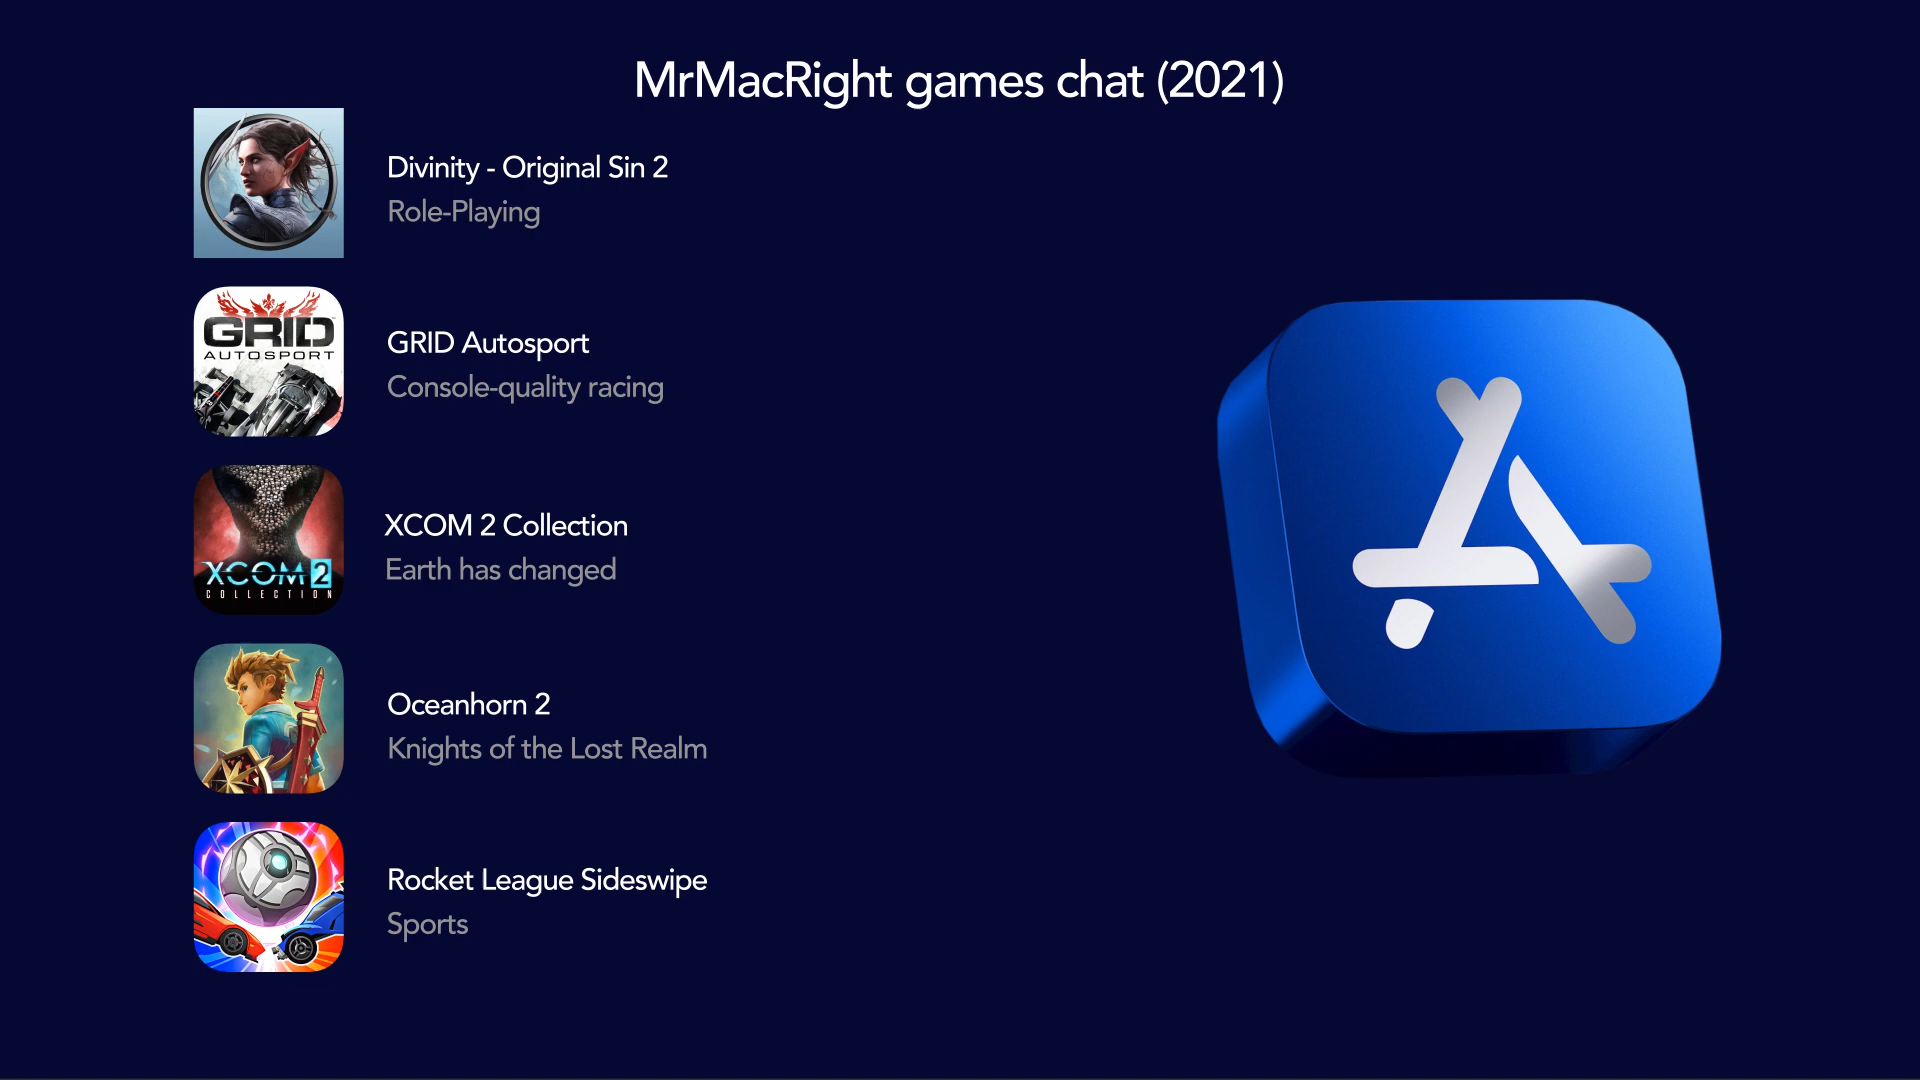 MrMacRight games chat (2021)
Divinity - Original Sin 2
Role-Playing
GRID
AUTOSPORT
GRID Autosport
Console-quality racing
XCOM 2
COLLECTION
XCOM 2 Collection
Earth has changed
Oceanhorn 2
Knights of the Lost Realm
Rocket League Sideswipe
Sports